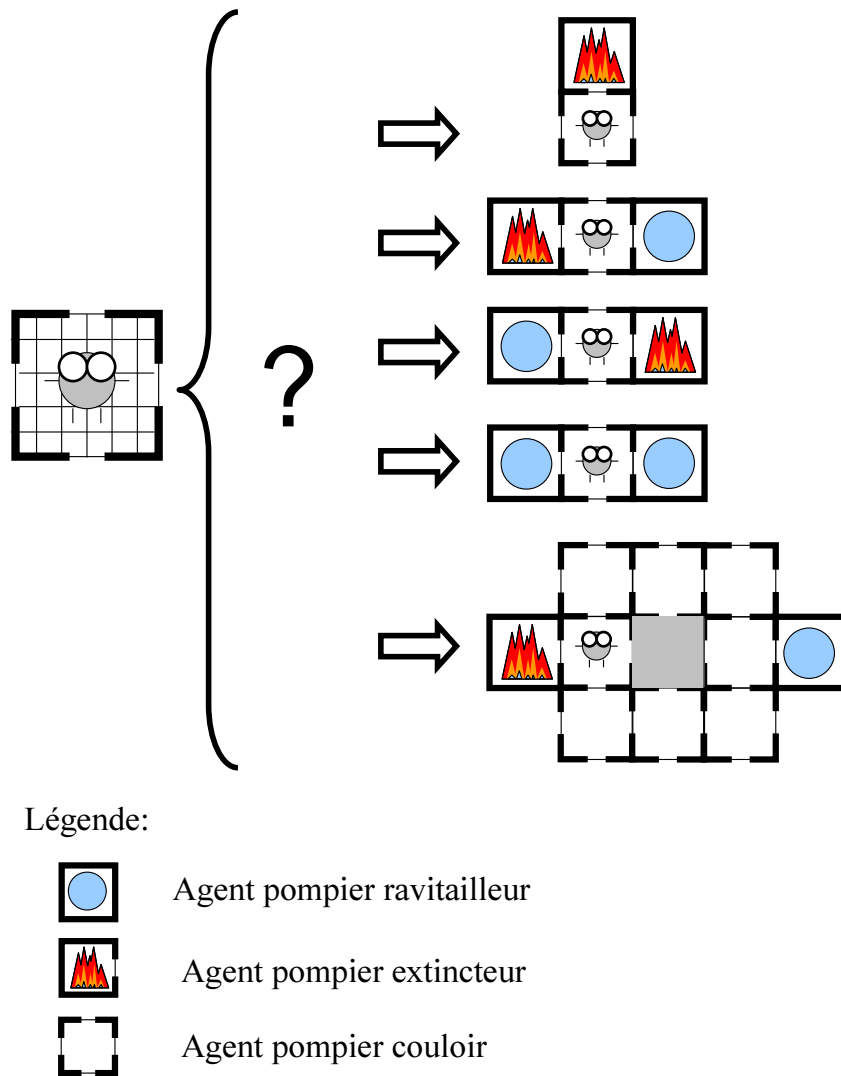 ?
Légende:
Agent pompier ravitailleur
Agent pompier extincteur
Agent pompier couloir